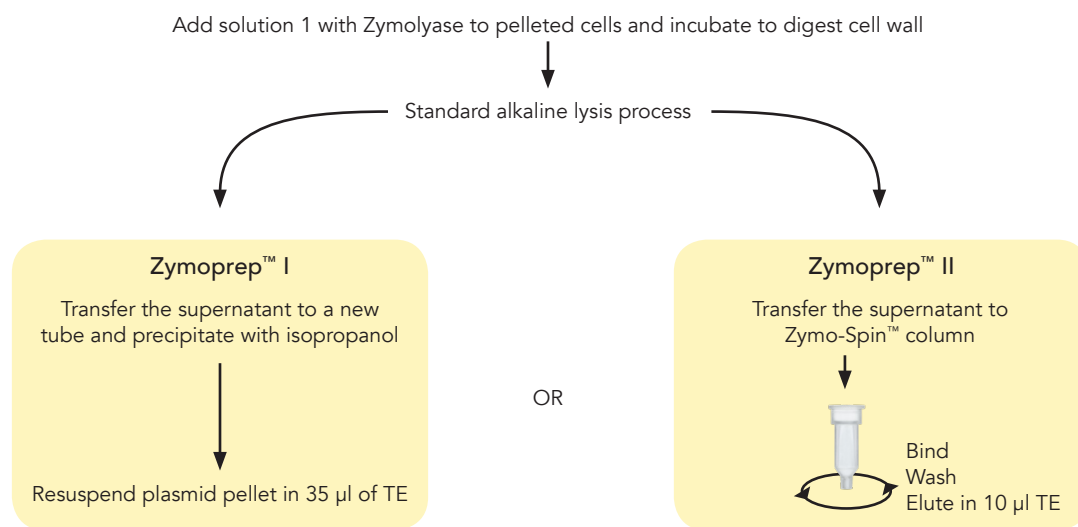 Add solution 1 with Zymolyase to pelleted cells and incubate to digest cell wall
Standard alkaline lysis process
Zymoprep™ I
Transfer the supernatant to a new
tube and precipitate with isopropanol
Resuspend plasmid pellet in 35 µl of TE
OR
Zymoprep™ II
Transfer the supernatant to
Zymo-Spin™ column
Bind
Wash
Elute in 10 µl TE